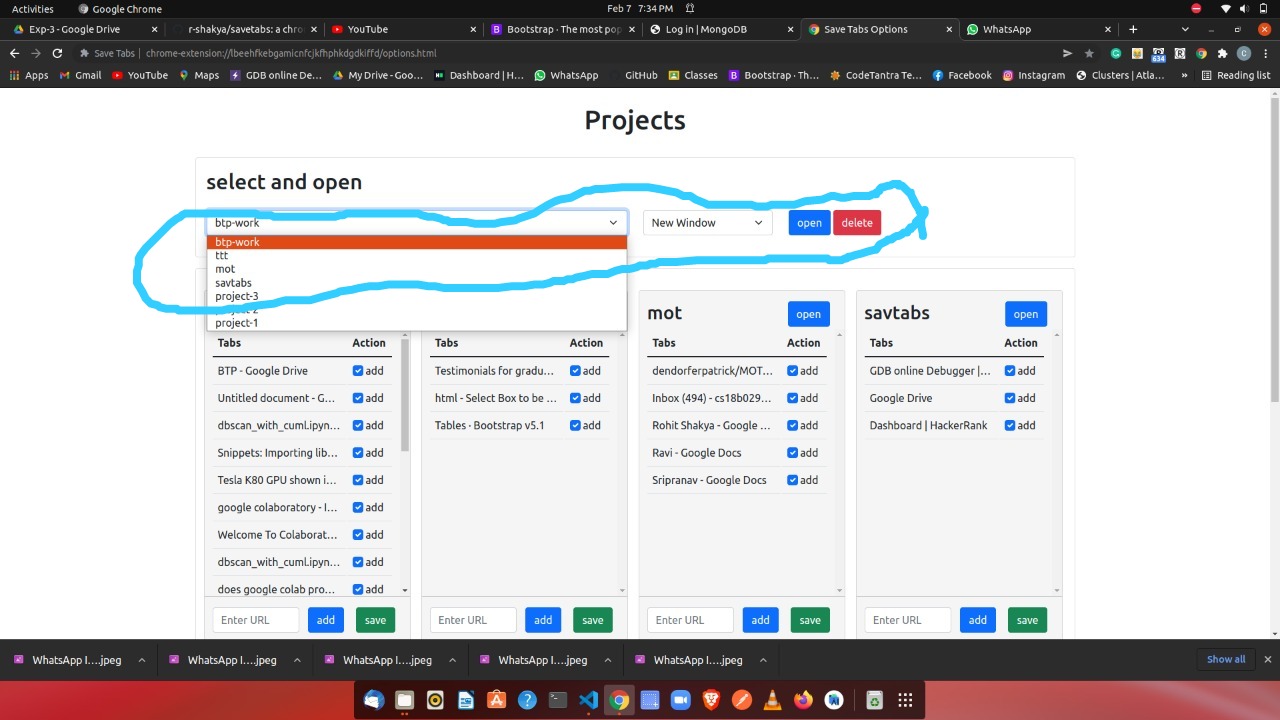 Activities Google Chrome Feb 7 7:34 PM
Exp-3 - Google Drive r-shakya/savetabs: a chro YouTube Bootstrap · The most pop Log in | MongoDB Save Tabs Options WhatsApp
Save Tabs | chrome-extension://lbeehfkebgamicnfcjkfhphkdgdkiffd/options.html 634
Apps Gmail YouTube Maps GDB online De... My Drive - Goo... Dashboard | H... WhatsApp GitHub Classes Bootstrap · Th... CodeTantra Te... Facebook Instagram Clusters | Atla... » Reading list
Projects
select and open
btp-work New Window open delete
btp-work
ttt
mot
savtabs
project-3
project-2
project-1
mot open savtabs open
Tabs Action Tabs Action Tabs Action Tabs Action
BTP - Google Drive add Testimonials for gradu... add dendorferpatrick/MOT... add GDB online Debugger |... add
Untitled document - G... add html - Select Box to be ... add Inbox (494) - cs18b029... add Google Drive add
dbscan_with_cuml.ipyn... add Tables · Bootstrap v5.1 add Rohit Shakya - Google ... add Dashboard | HackerRank add
Snippets: Importing lib... add Ravi - Google Docs add
Tesla K80 GPU shown i... add Sripranav - Google Docs add
google colaboratory - I... add
Welcome To Colaborat... add
dbscan_with_cuml.ipyn... add
does google colab pro... add
Enter URL add save Enter URL add save Enter URL add save Enter URL add save
WhatsApp I....jpeg WhatsApp I....jpeg WhatsApp I....jpeg WhatsApp I....jpeg WhatsApp I....jpeg Show all